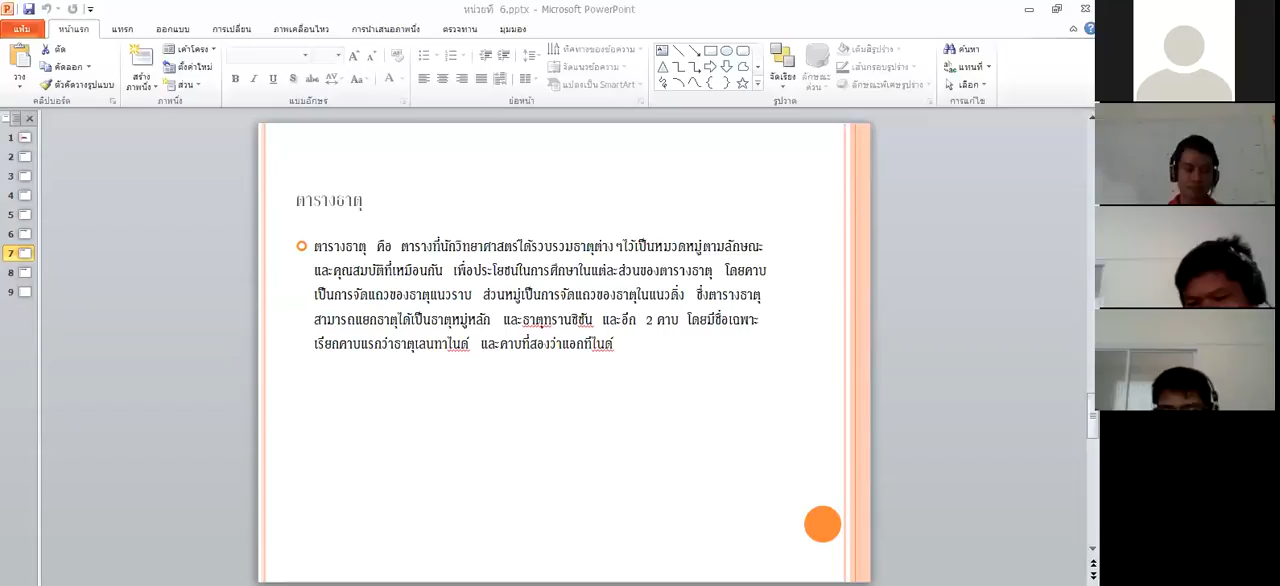 หน่วยที่ 6.pptx - Microsoft PowerPoint
แฟ้ม หน้าแรก แทรก ออกแบบ การเปลี่ยน ภาพเคลื่อนไหว การนำเสนอภาพนิ่ง ตรวจทาน มุมมอง
วาง ตัด คัดลอก ตัวคัดวางรูปแบบ
สร้างภาพนิ่ง เค้าโครง ตั้งค่าใหม่ ส่วน
ทิศทางของข้อความ จัดแนวข้อความ แปลงเป็น SmartArt
จัดเรียง ลักษณะด่วน เติมสีรูปร่าง เส้นกรอบรูปร่าง ลักษณะพิเศษรูปร่าง
ค้นหา แทนที่ เลือก
คลิปบอร์ด ภาพนิ่ง แบบอักษร ย่อหน้า รูปวาด การแก้ไข
1
2
3
4
5
6
7
8
9
ตารางธาตุ
ตารางธาตุ คือ ตารางที่นักวิทยาศาสตร์ได้รวบรวมธาตุต่างๆไว้เป็นหมวดหมู่ตามลักษณะ
และคุณสมบัติที่เหมือนกัน เพื่อประโยชน์ในการศึกษาในแต่ละส่วนของตารางธาตุ โดยคาบ
เป็นการจัดแถวของธาตุแนวราบ ส่วนหมู่เป็นการจัดแถวของธาตุในแนวดิ่ง ซึ่งตารางธาตุ
สามารถแยกธาตุได้เป็นธาตุหมู่หลัก และธาตุทรานซิชัน และอีก 2 คาบ โดยมีชื่อเฉพาะ
เรียกคาบแรกว่าธาตุเลนทาไนด์ และคาบที่สองว่าแอกทีไนด์